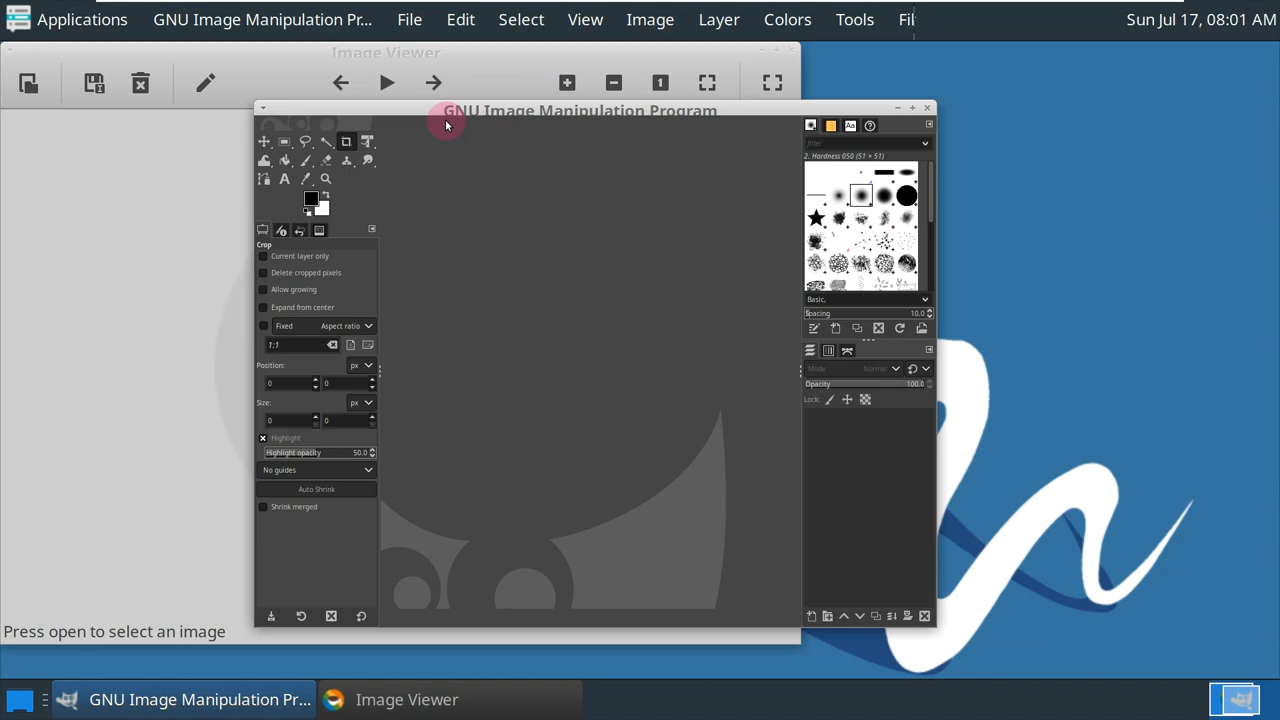 Applications GNU Image Manipulation Pr... File Edit Select View Image Layer Colors Tools Fil Sun Jul 17, 08:01 AM
Image Viewer
1
GNU Image Manipulation Program
Aa
filter
2. Hardness 050 (51 × 51)
Crop
Current layer only
Delete cropped pixels
Allow growing
Expand from center
Fixed Aspect ratio
1:1
Position: px
0 0
Size: px
0 0
Highlight
Highlight opacity 50.0
No guides
Auto Shrink
Shrink merged
Basic,
Spacing 10.0
Mode Normal
Opacity 100.0
Lock:
Press open to select an image
GNU Image Manipulation Pr... Image Viewer